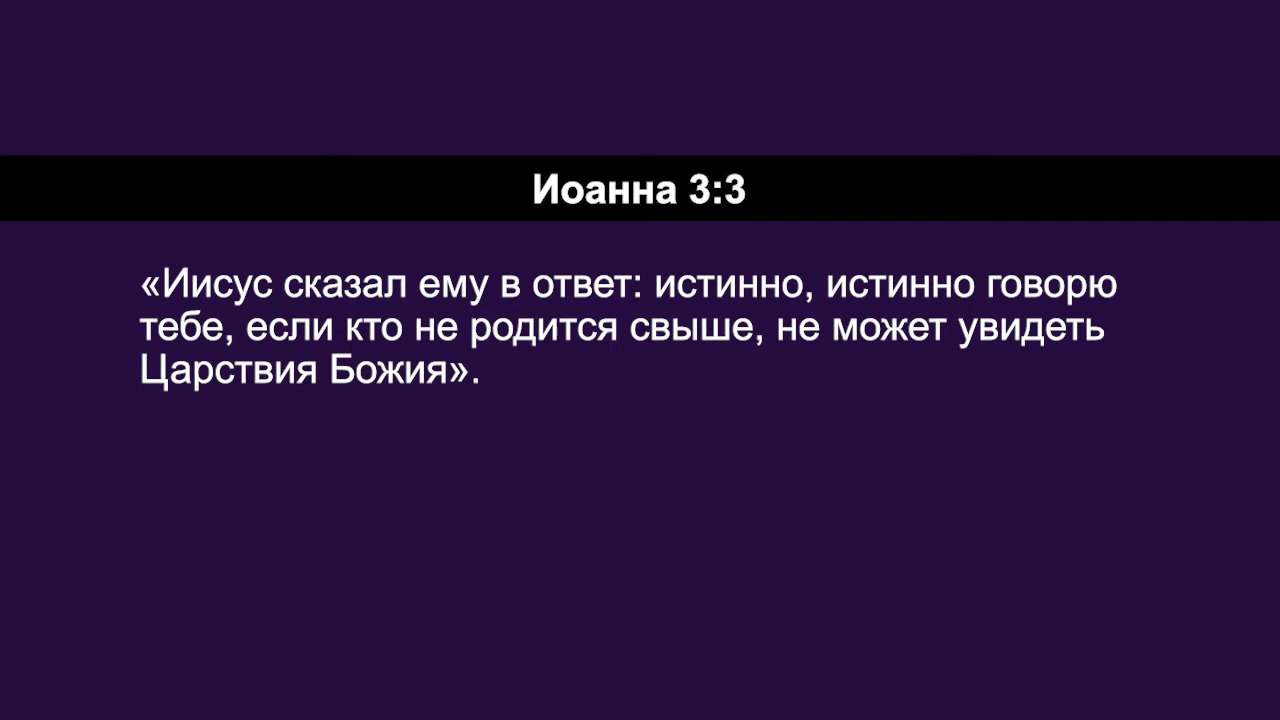 Иоанна 3:3
«Иисус сказал ему в ответ: истинно, истинно говорю
тебе, если кто не родится свыше, не может увидеть
Царствия Божия».